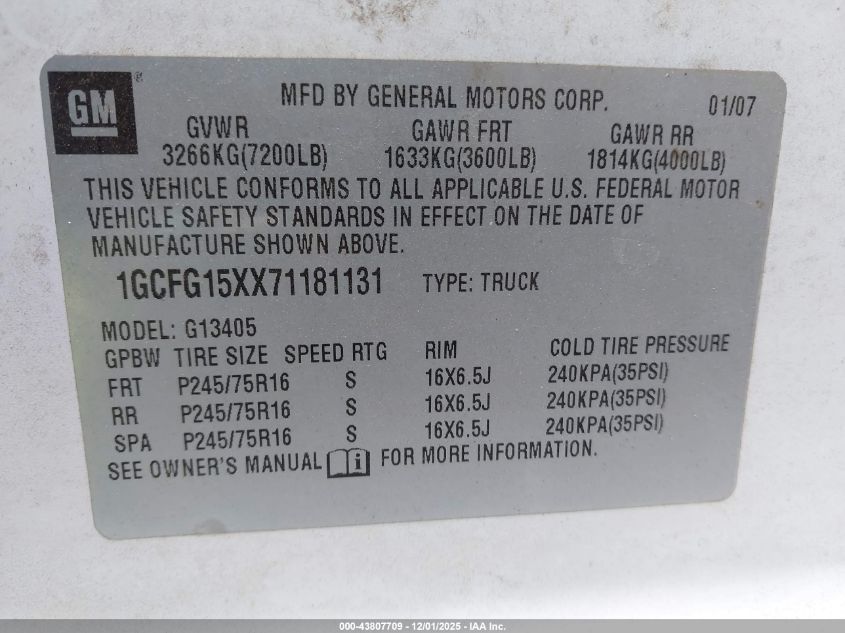 GM ®
MFD BY GENERAL MOTORS CORP. 01/07
GVWR GAWR FRT GAWR RR
3266KG(7200LB) 1633KG(3600LB) 1814KG(4000LB)
THIS VEHICLE CONFORMS TO ALL APPLICABLE U.S. FEDERAL MOTOR
VEHICLE SAFETY STANDARDS IN EFFECT ON THE DATE OF
MANUFACTURE SHOWN ABOVE.
1GCFG15XX71181131 TYPE: TRUCK
MODEL: G13405
GPBW TIRE SIZE SPEED RTG RIM COLD TIRE PRESSURE
FRT P245/75R16 S 16X6.5J 240KPA(35PSI)
RR P245/75R16 S 16X6.5J 240KPA(35PSI)
SPA P245/75R16 S 16X6.5J 240KPA(35PSI)
SEE OWNER'S MANUAL i FOR MORE INFORMATION.
000-43807709 - 12/01/2025 - IAA Inc.